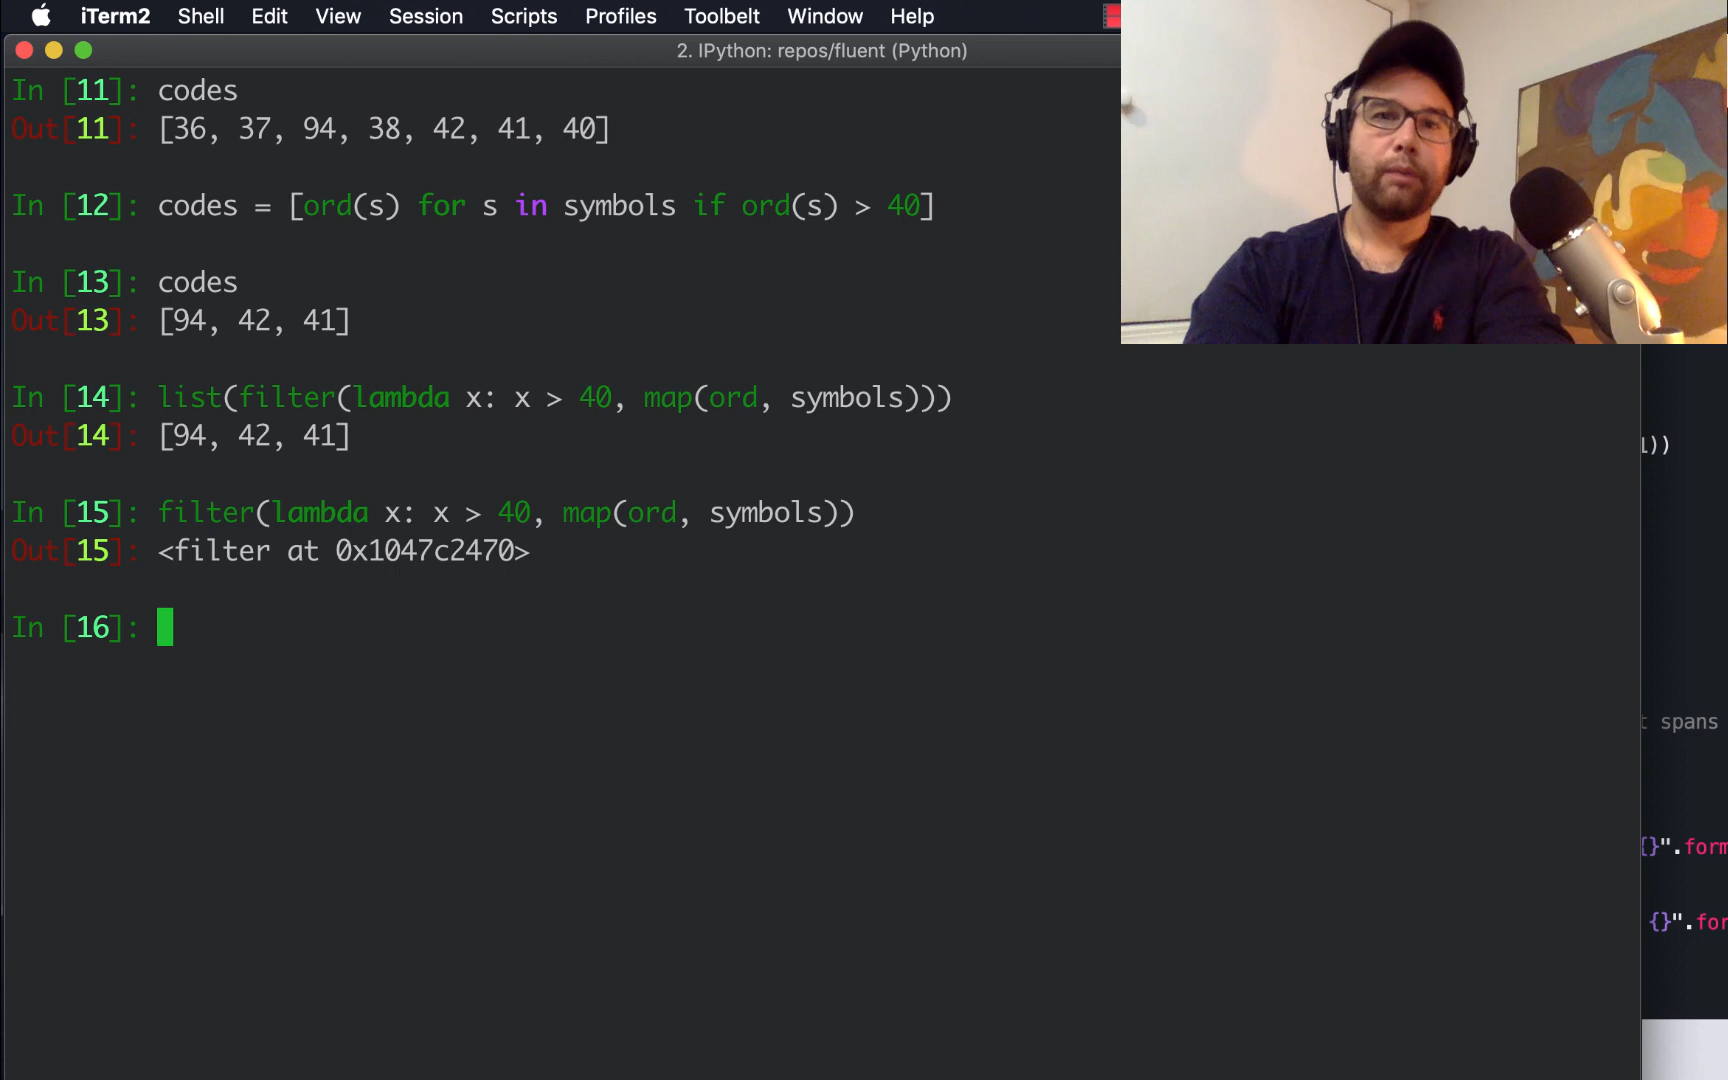 iTerm2 Shell Edit View Session Scripts Profiles Toolbelt Window Help
2. IPython: repos/fluent (Python)
In [11]: codes
Out[11]: [36, 37, 94, 38, 42, 41, 40]
In [12]: codes = [ord(s) for s in symbols if ord(s) > 40]
In [13]: codes
Out[13]: [94, 42, 41]
In [14]: list(filter(lambda x: x > 40, map(ord, symbols)))
Out[14]: [94, 42, 41]
))
In [15]: filter(lambda x: x > 40, map(ord, symbols))
Out[15]: <filter at 0x1047c2470>
In [16]:
spans
{}".form
{}".for